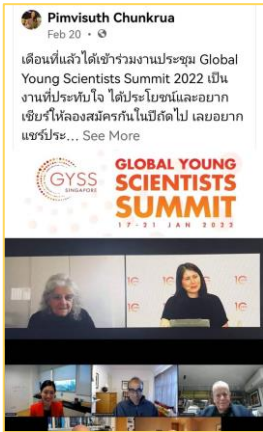 Pimvisuth Chunkrua
Feb 20 ·
เดือนที่แล้วได้เข้าร่วมงานประชุม Global
Young Scientists Summit 2022 เป็น
งานที่ประทับใจ ได้ประโยชน์และอยาก
เชียร์ให้ลองสมัครกันในปีถัดไป เลยอยาก
แชร์ประ... See More
GYSS
SINGAPORE
GLOBAL YOUNG
SCIENTISTS
SUMMIT
17-21 JAN 2022